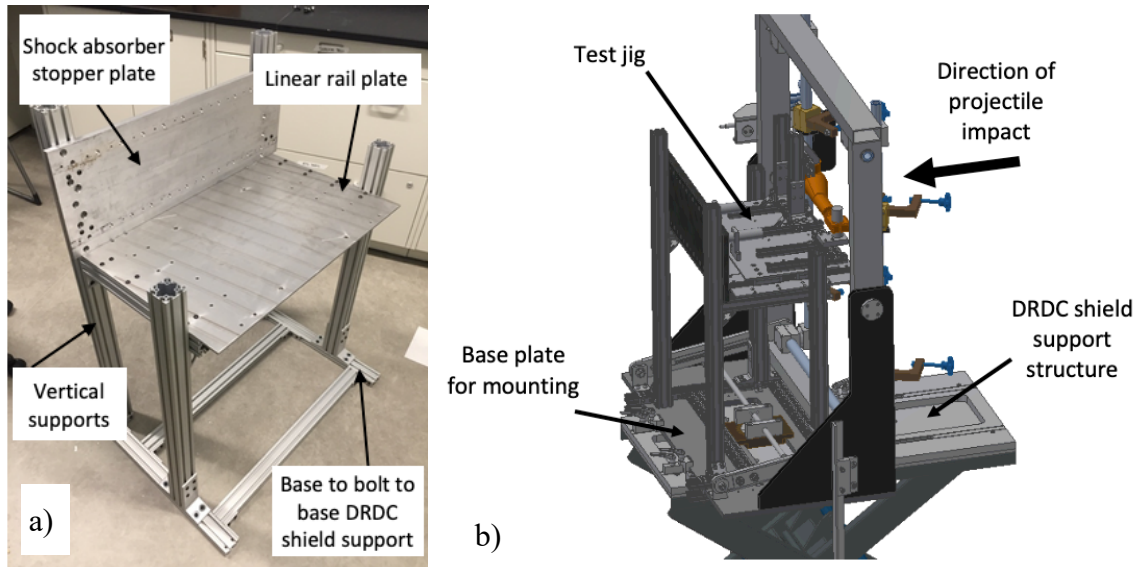 Shock absorber
stopper plate
Linear rail plate
Vertical
supports
Base to bolt to
base DRDC
shield support
a)
Test jig
Direction of
projectile
impact
Base plate
for mounting
DRDC shield
support
structure
b)